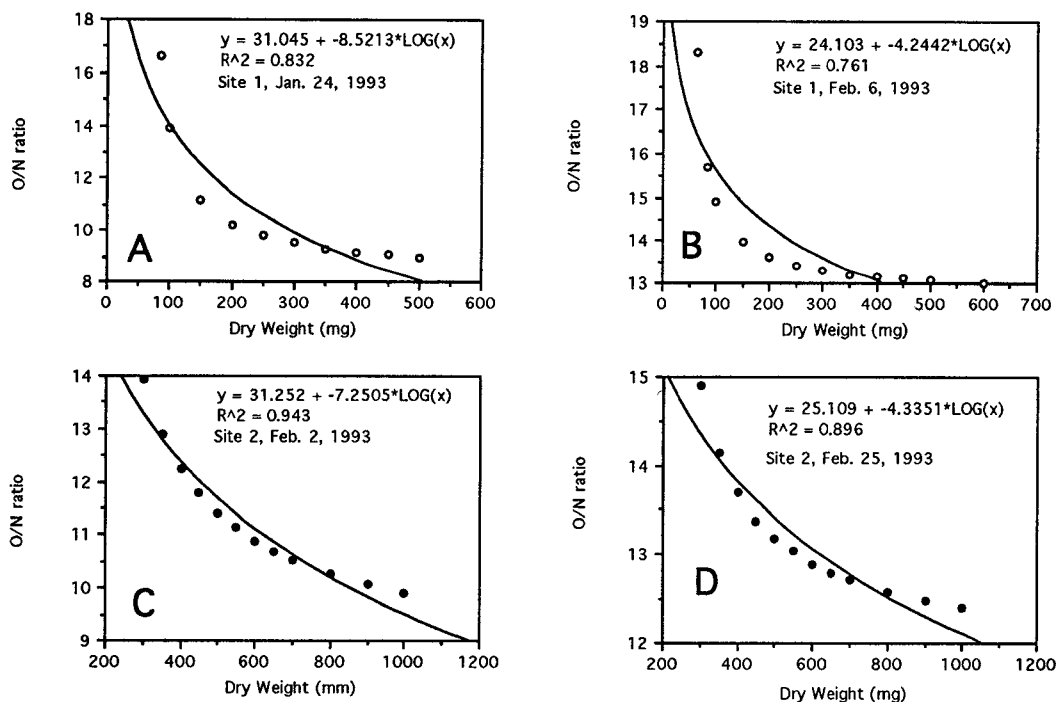 18
16
14
12
10
8
O/N ratio
y = 31.045 + -8.5213*LOG(x)
R^2 = 0.832
Site 1, Jan. 24, 1993
A
0 100 200 300 400 500 600
Dry Weight (mg)
19
18
17
16
15
14
13
O/N ratio
y = 24.103 + -4.2442*LOG(x)
R^2 = 0.761
Site 1, Feb. 6, 1993
B
0 100 200 300 400 500 600 700
Dry Weight (mg)
14
13
12
11
10
9
O/N ratio
y = 31.252 + -7.2505*LOG(x)
R^2 = 0.943
Site 2, Feb. 2, 1993
C
200 400 600 800 1000 1200
Dry Weight (mm)
15
14
13
12
O/N ratio
y = 25.109 + -4.3351*LOG(x)
R^2 = 0.896
Site 2, Feb. 25, 1993
D
200 400 600 800 1000 1200
Dry Weight (mg)